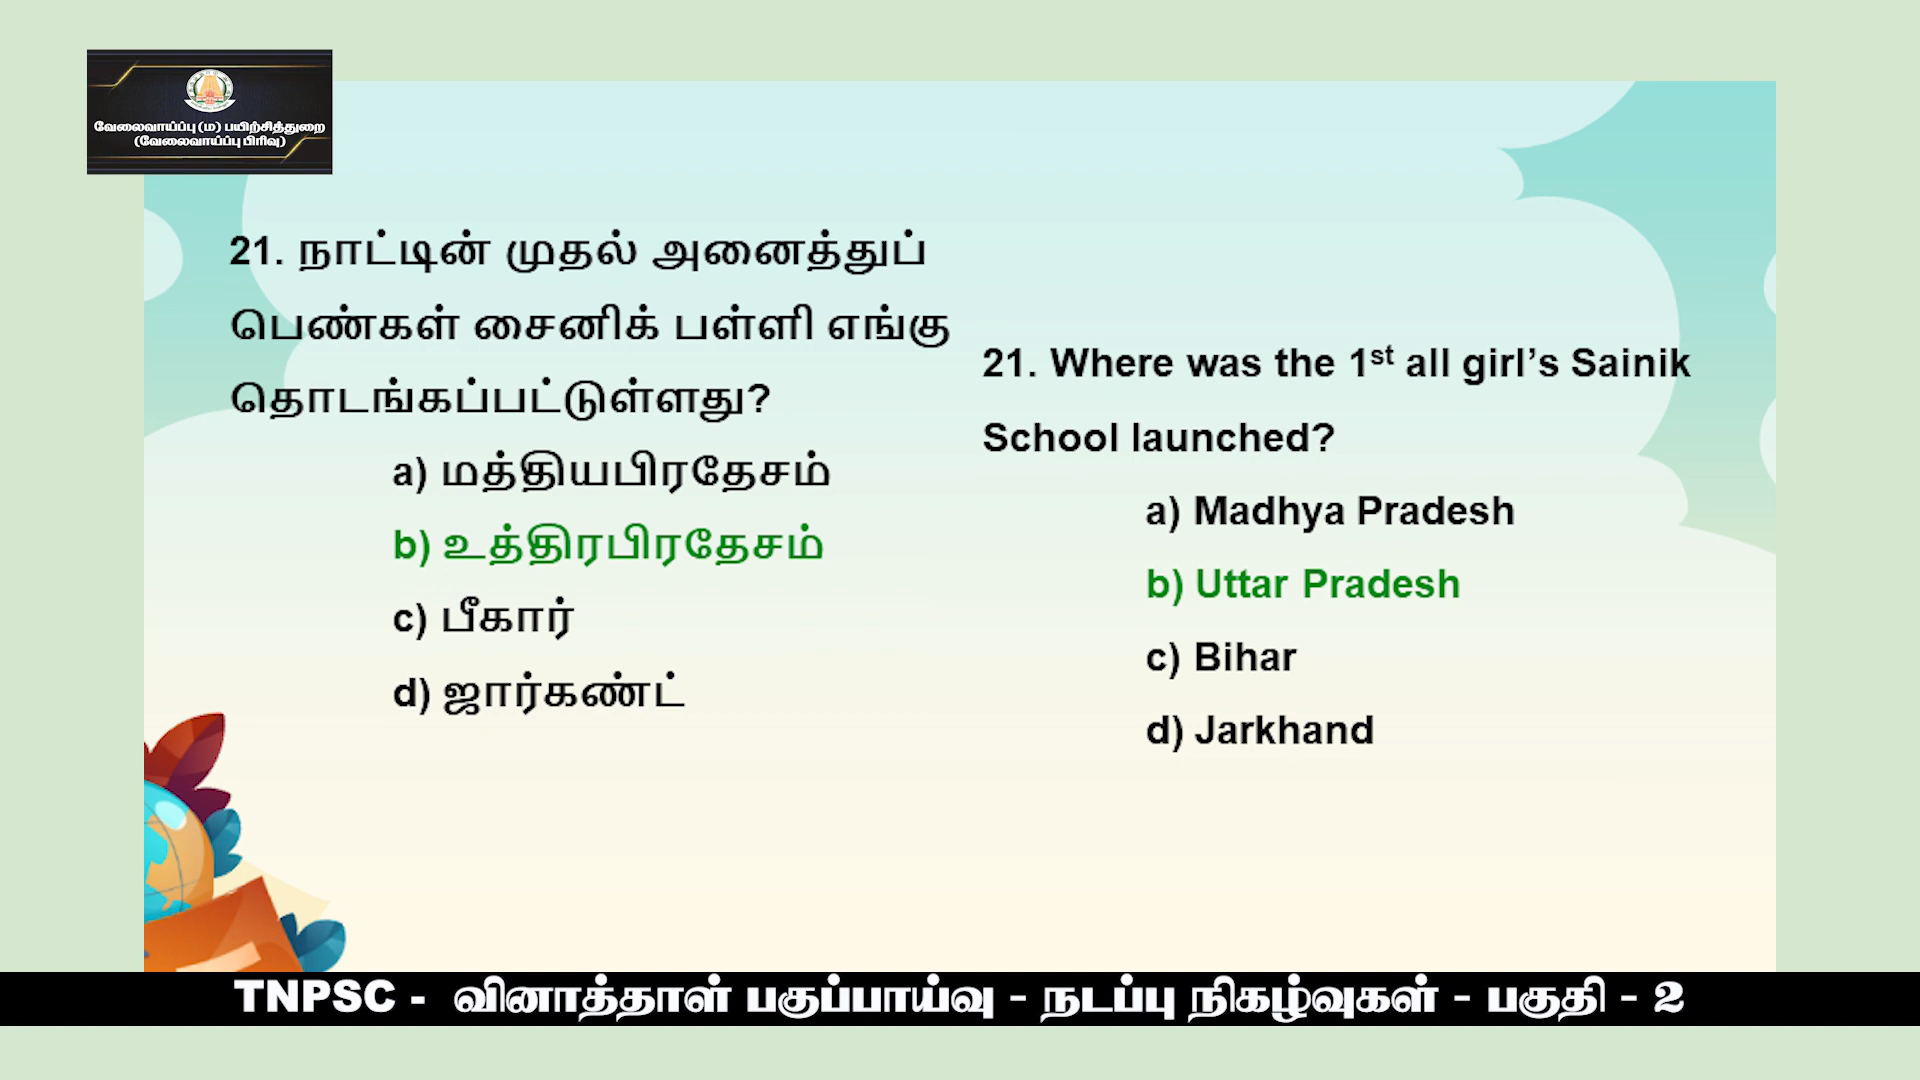 வேலைவாய்ப்பு (ம) பயிற்சித்துறை
(வேலைவாய்ப்பு பிரிவு)
21. நாட்டின் முதல் அனைத்துப்
பெண்கள் சைனிக் பள்ளி எங்கு
தொடங்கப்பட்டுள்ளது?
a) மத்தியபிரதேசம்
b) உத்திரபிரதேசம்
c) பீகார்
d) ஜார்கண்ட்
21. Where was the 1st all girl’s Sainik
School launched?
a) Madhya Pradesh
b) Uttar Pradesh
c) Bihar
d) Jarkhand
TNPSC - வினாத்தாள் பகுப்பாய்வு - நடப்பு நிகழ்வுகள் - பகுதி - 2